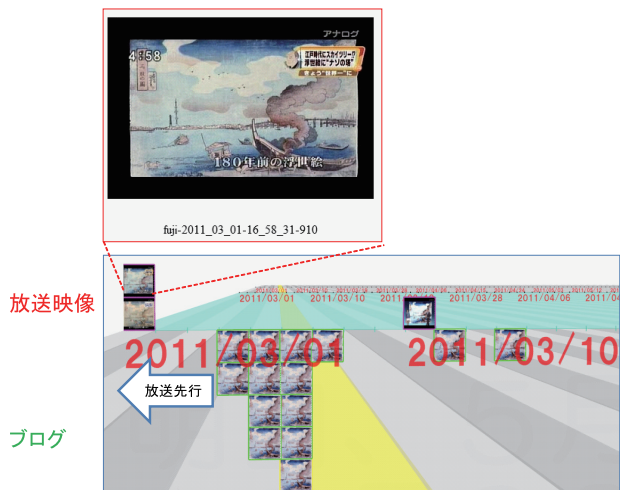 アナログ
4:58
江戸時代にスカイツリー!?
浮世絵に“ナゾの塔”
きょう“世界一”に
180年前の浮世絵
fuji-2011_03_01-16_58_31-910
放送映像
2011/03/01 2011/03/10 2011/03/28 2011/04/06 2011/04
2011/03/01 2011/03/10
放送先行
ブログ